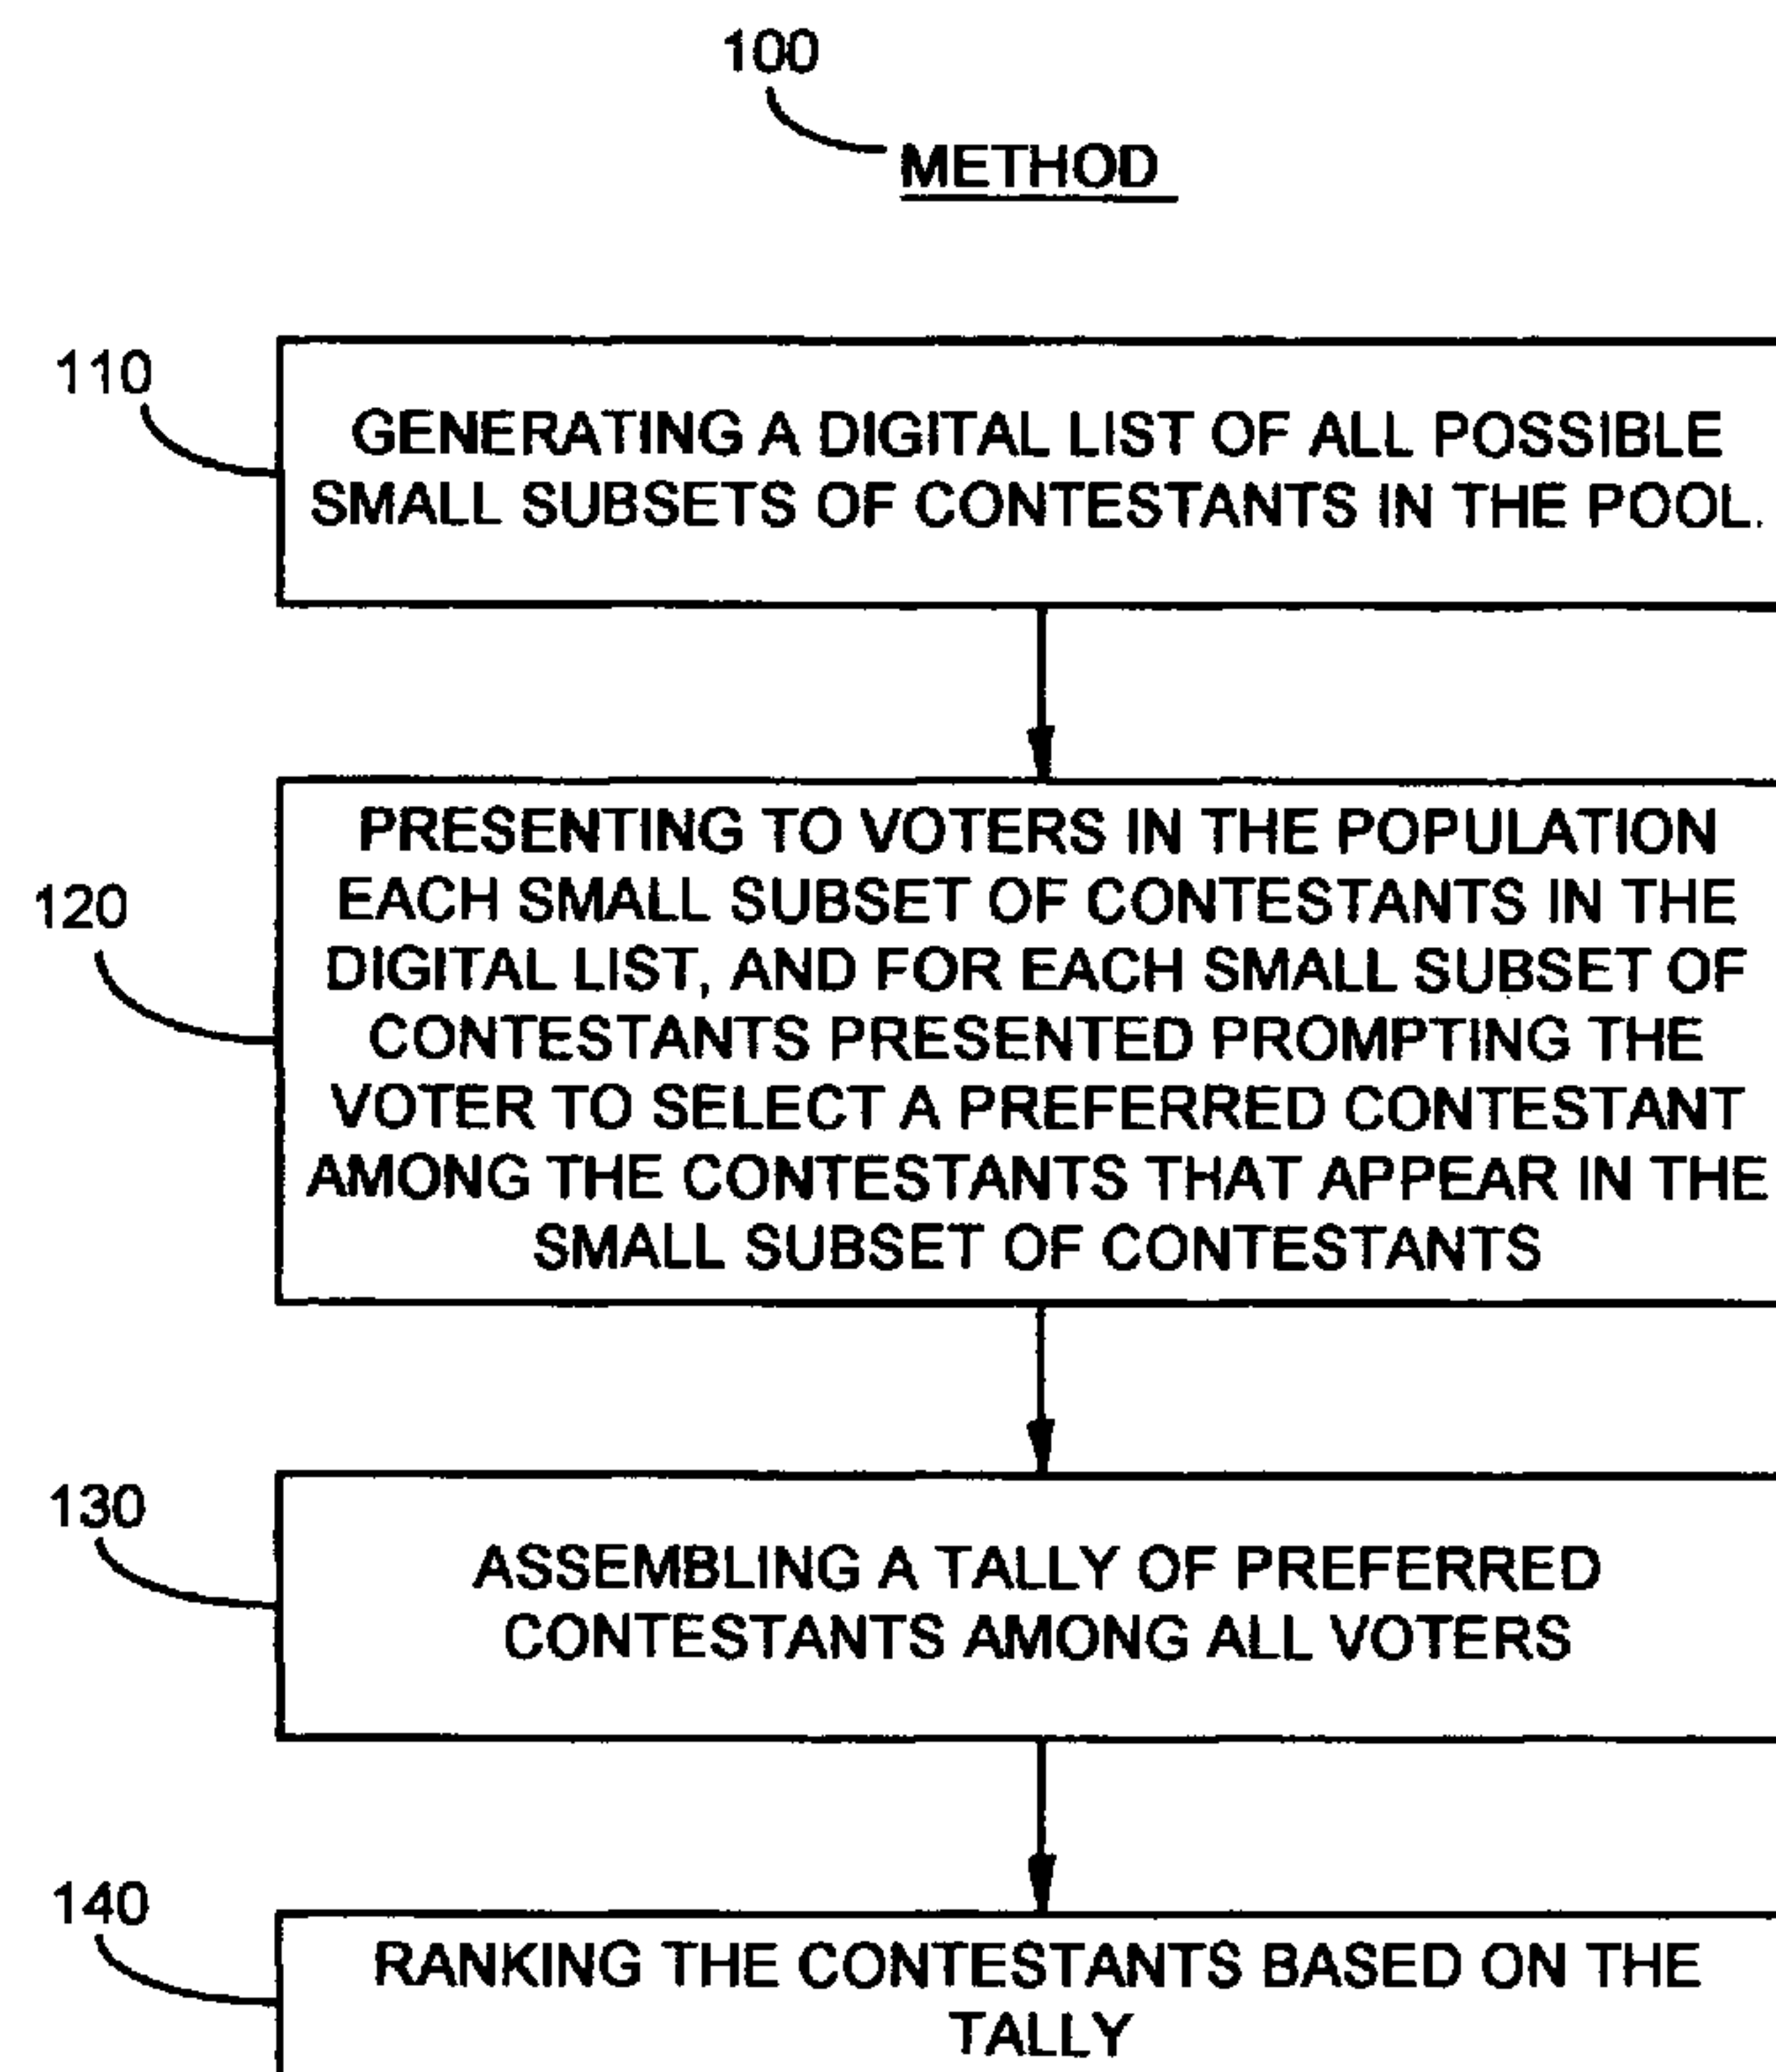 100
METHOD
110
GENERATING A DIGITAL LIST OF ALL POSSIBLE
SMALL SUBSETS OF CONTESTANTS IN THE POOL.
120
PRESENTING TO VOTERS IN THE POPULATION
EACH SMALL SUBSET OF CONTESTANTS IN THE
DIGITAL LIST, AND FOR EACH SMALL SUBSET OF
CONTESTANTS PRESENTED PROMPTING THE
VOTER TO SELECT A PREFERRED CONTESTANT
AMONG THE CONTESTANTS THAT APPEAR IN THE
SMALL SUBSET OF CONTESTANTS
130
ASSEMBLING A TALLY OF PREFERRED
CONTESTANTS AMONG ALL VOTERS
140
RANKING THE CONTESTANTS BASED ON THE
TALLY